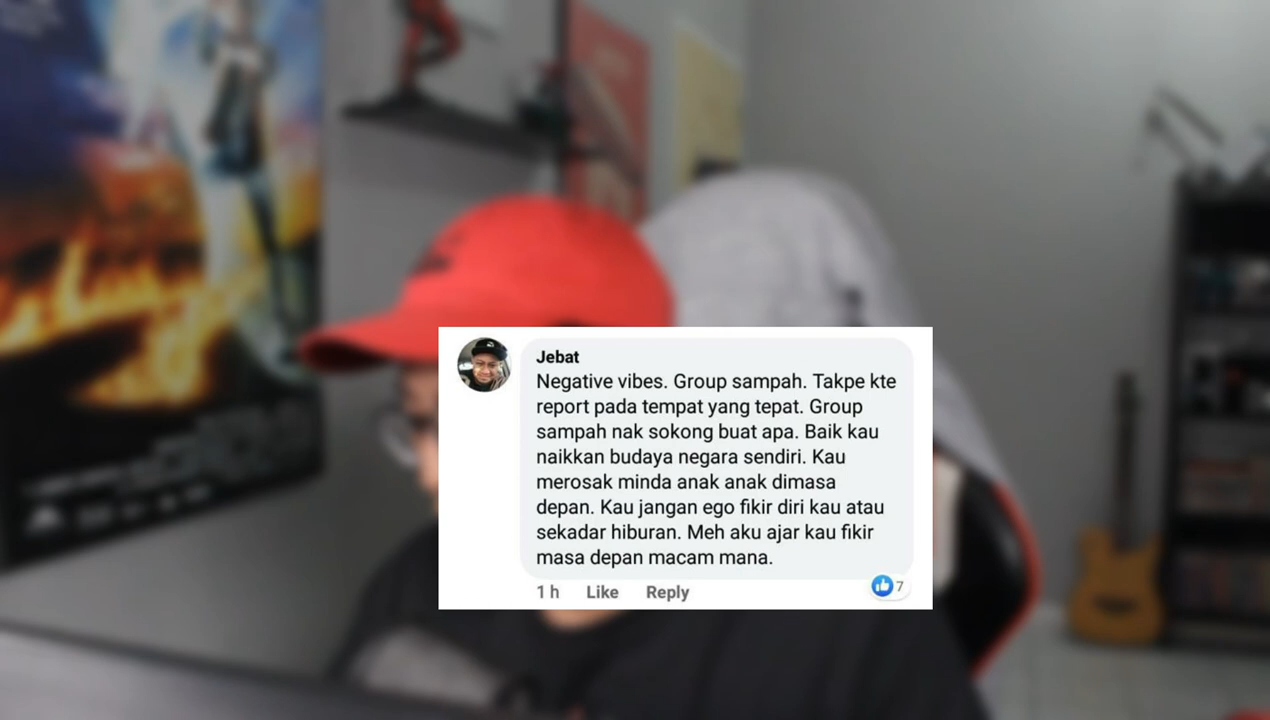 Jebat
Negative vibes. Group sampah. Takpe kte
report pada tempat yang tepat. Group
sampah nak sokong buat apa. Baik kau
naikkan budaya negara sendiri. Kau
merosak minda anak anak dimasa
depan. Kau jangan ego fikir diri kau atau
sekadar hiburan. Meh aku ajar kau fikir
masa depan macam mana.
1 h Like Reply 7